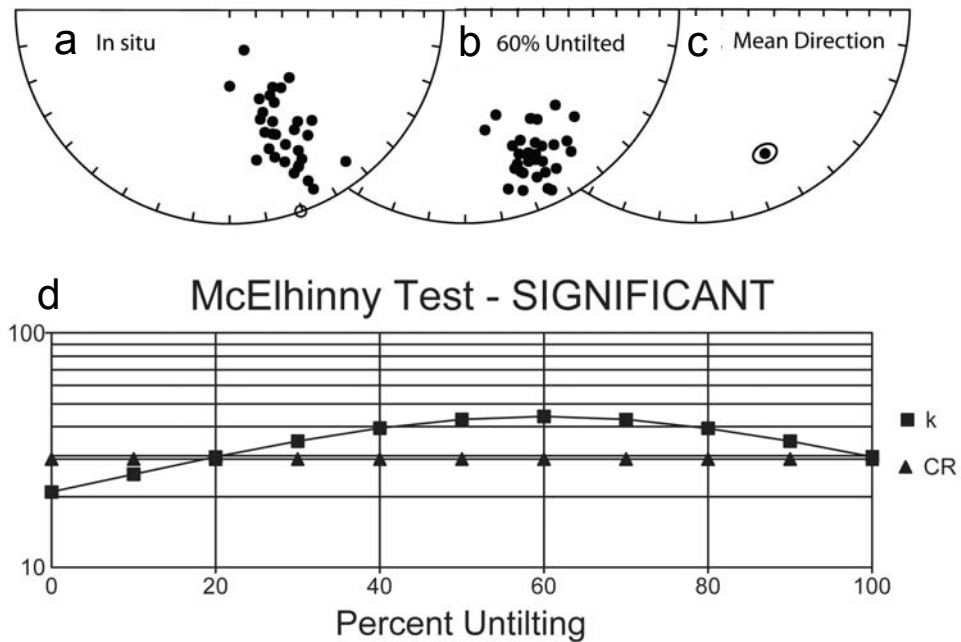 a In situ
b 60% Untilted
c Mean Direction
d McElhinny Test - SIGNIFICANT
100
10
k
CR
0 20 40 60 80 100
Percent Untilting